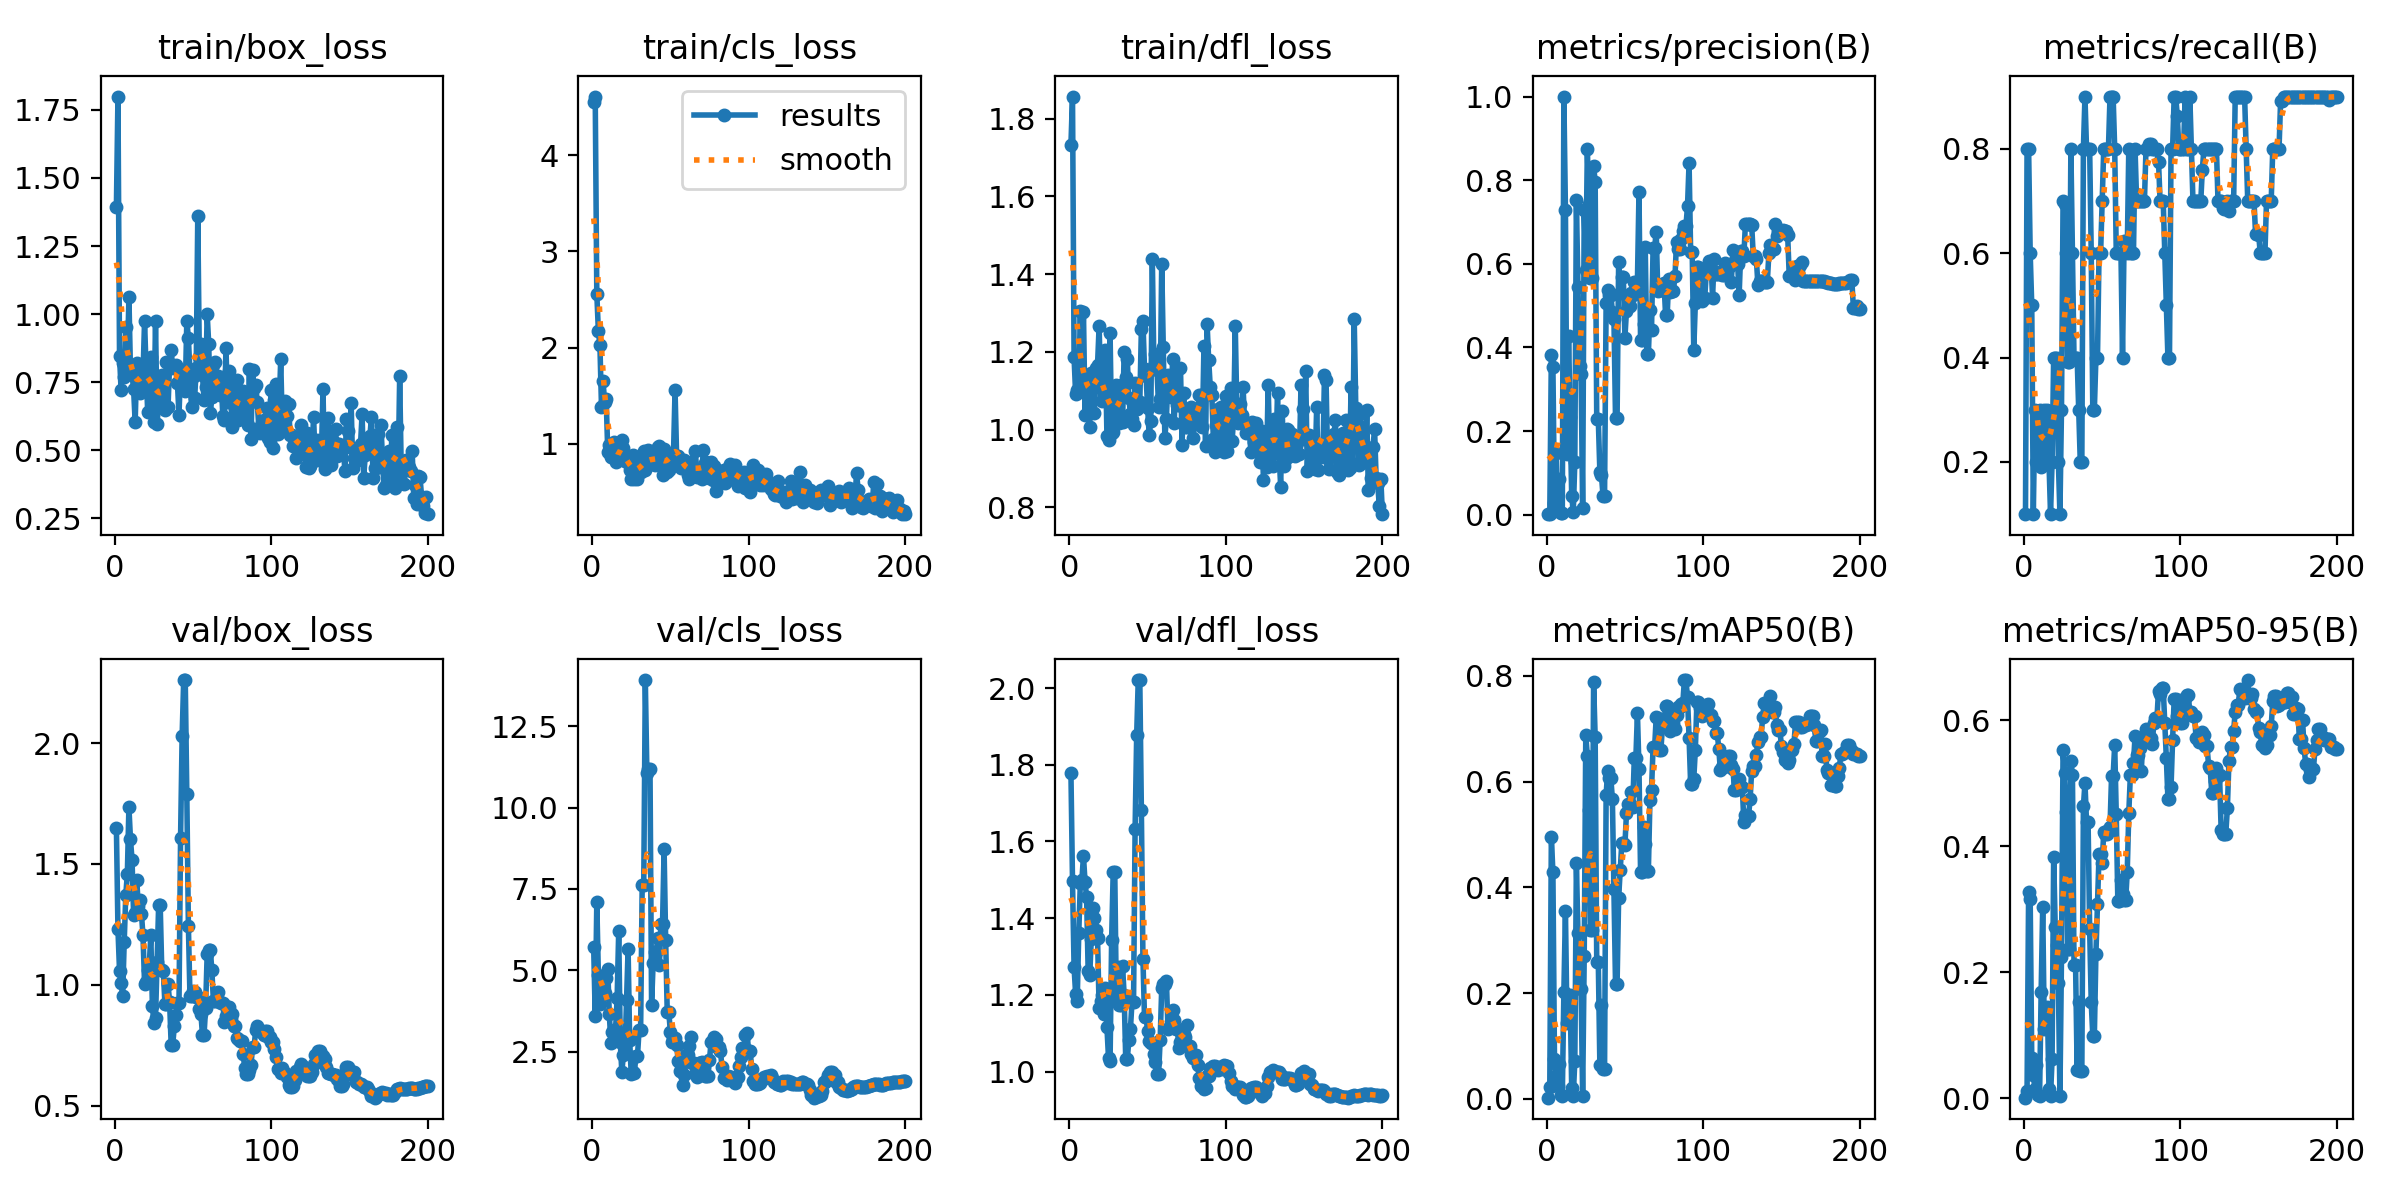 train/box_loss
1.75
1.50
1.25
1.00
0.75
0.50
0.25
0 100 200
train/cls_loss
results
smooth
4
3
2
1
0 100 200
train/dfl_loss
1.8
1.6
1.4
1.2
1.0
0.8
0 100 200
metrics/precision(B)
1.0
0.8
0.6
0.4
0.2
0.0
0 100 200
metrics/recall(B)
0.8
0.6
0.4
0.2
0 100 200
val/box_loss
2.0
1.5
1.0
0.5
0 100 200
val/cls_loss
12.5
10.0
7.5
5.0
2.5
0 100 200
val/dfl_loss
2.0
1.8
1.6
1.4
1.2
1.0
0 100 200
metrics/mAP50(B)
0.8
0.6
0.4
0.2
0.0
0 100 200
metrics/mAP50-95(B)
0.6
0.4
0.2
0.0
0 100 200